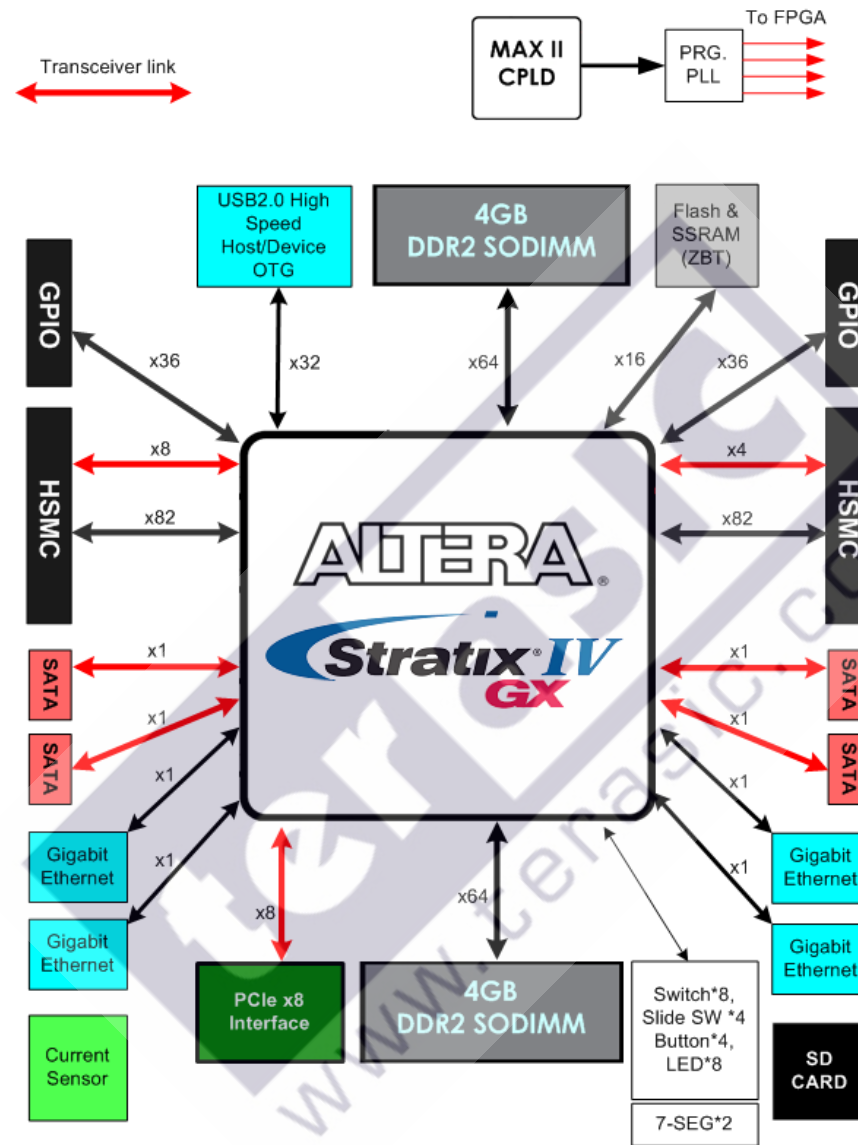 To FPGA
Transceiver link
MAX II
CPLD
PRG.
PLL
USB2.0 High
Speed
Host/Device
OTG
4GB
DDR2 SODIMM
Flash &
SSRAM
(ZBT)
GPIO
GPIO
x36
x32
x64
x16
x36
HSMC
HSMC
x8
x4
x82
x82
ALTERA®
Stratix® IV
GX
SATA
x1
x1
SATA
SATA
x1
x1
SATA
x1
x1
Gigabit
Ethernet
x1
x1
Gigabit
Ethernet
Gigabit
Ethernet
Gigabit
Ethernet
x8
x64
PCIe x8
Interface
4GB
DDR2 SODIMM
Switch*8,
Slide SW *4
Button*4,
LED*8
7-SEG*2
Current
Sensor
SD
CARD
terasic
www.terasic.co